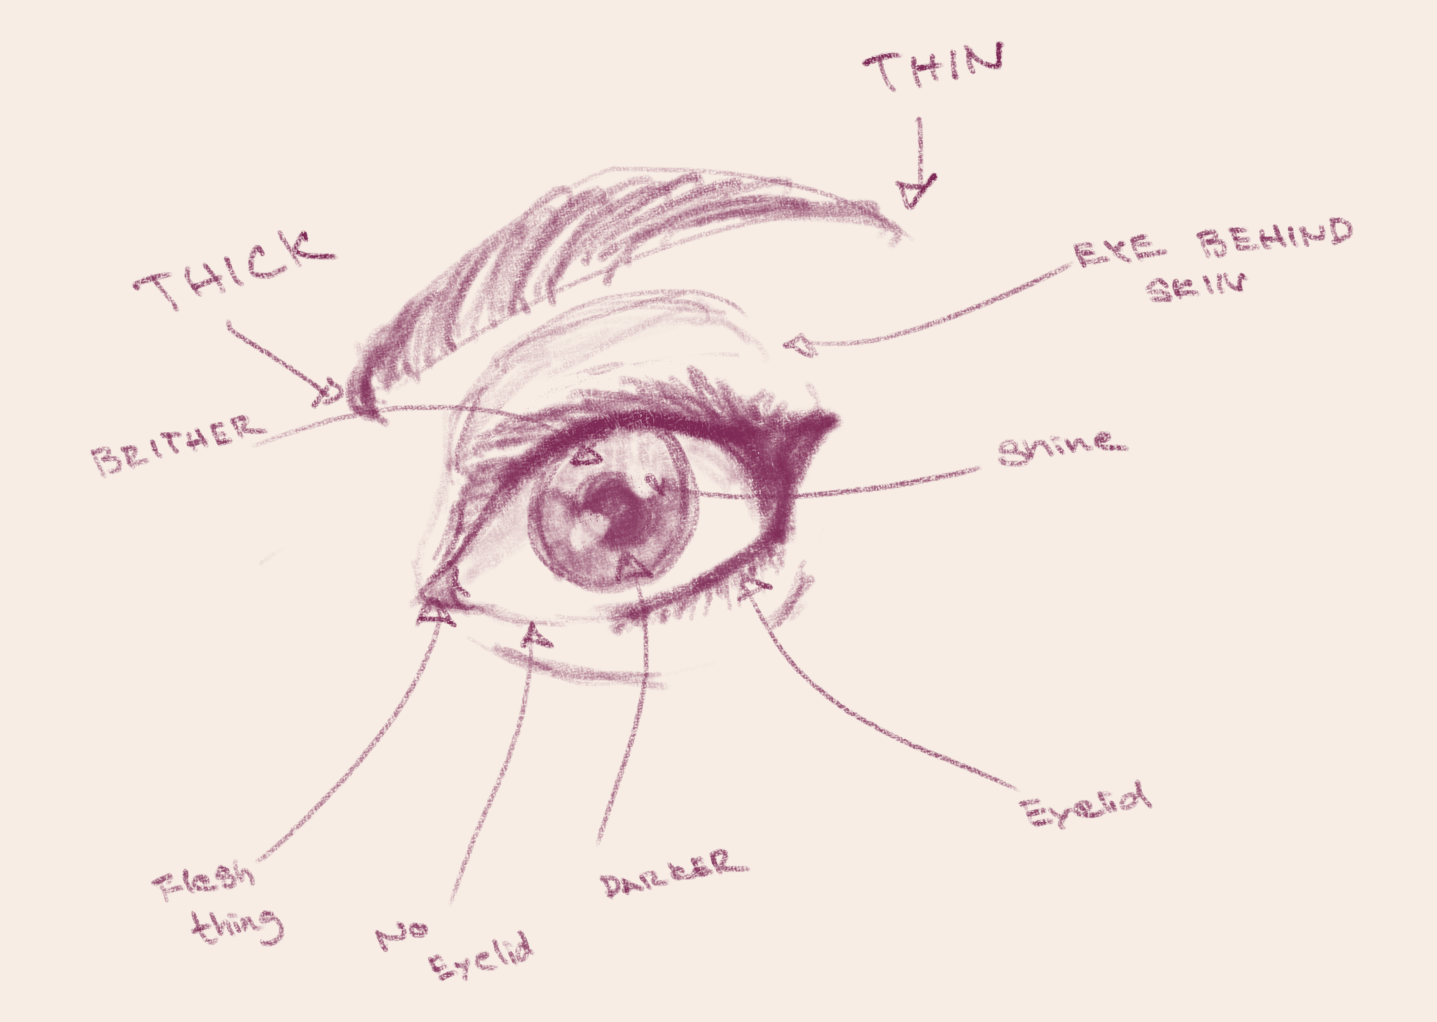 THIN
THICK
EYE BEHIND
SKIN
BRITHER
Shine
Eyelid
Flesh
thing
DARKER
No
Eyelid